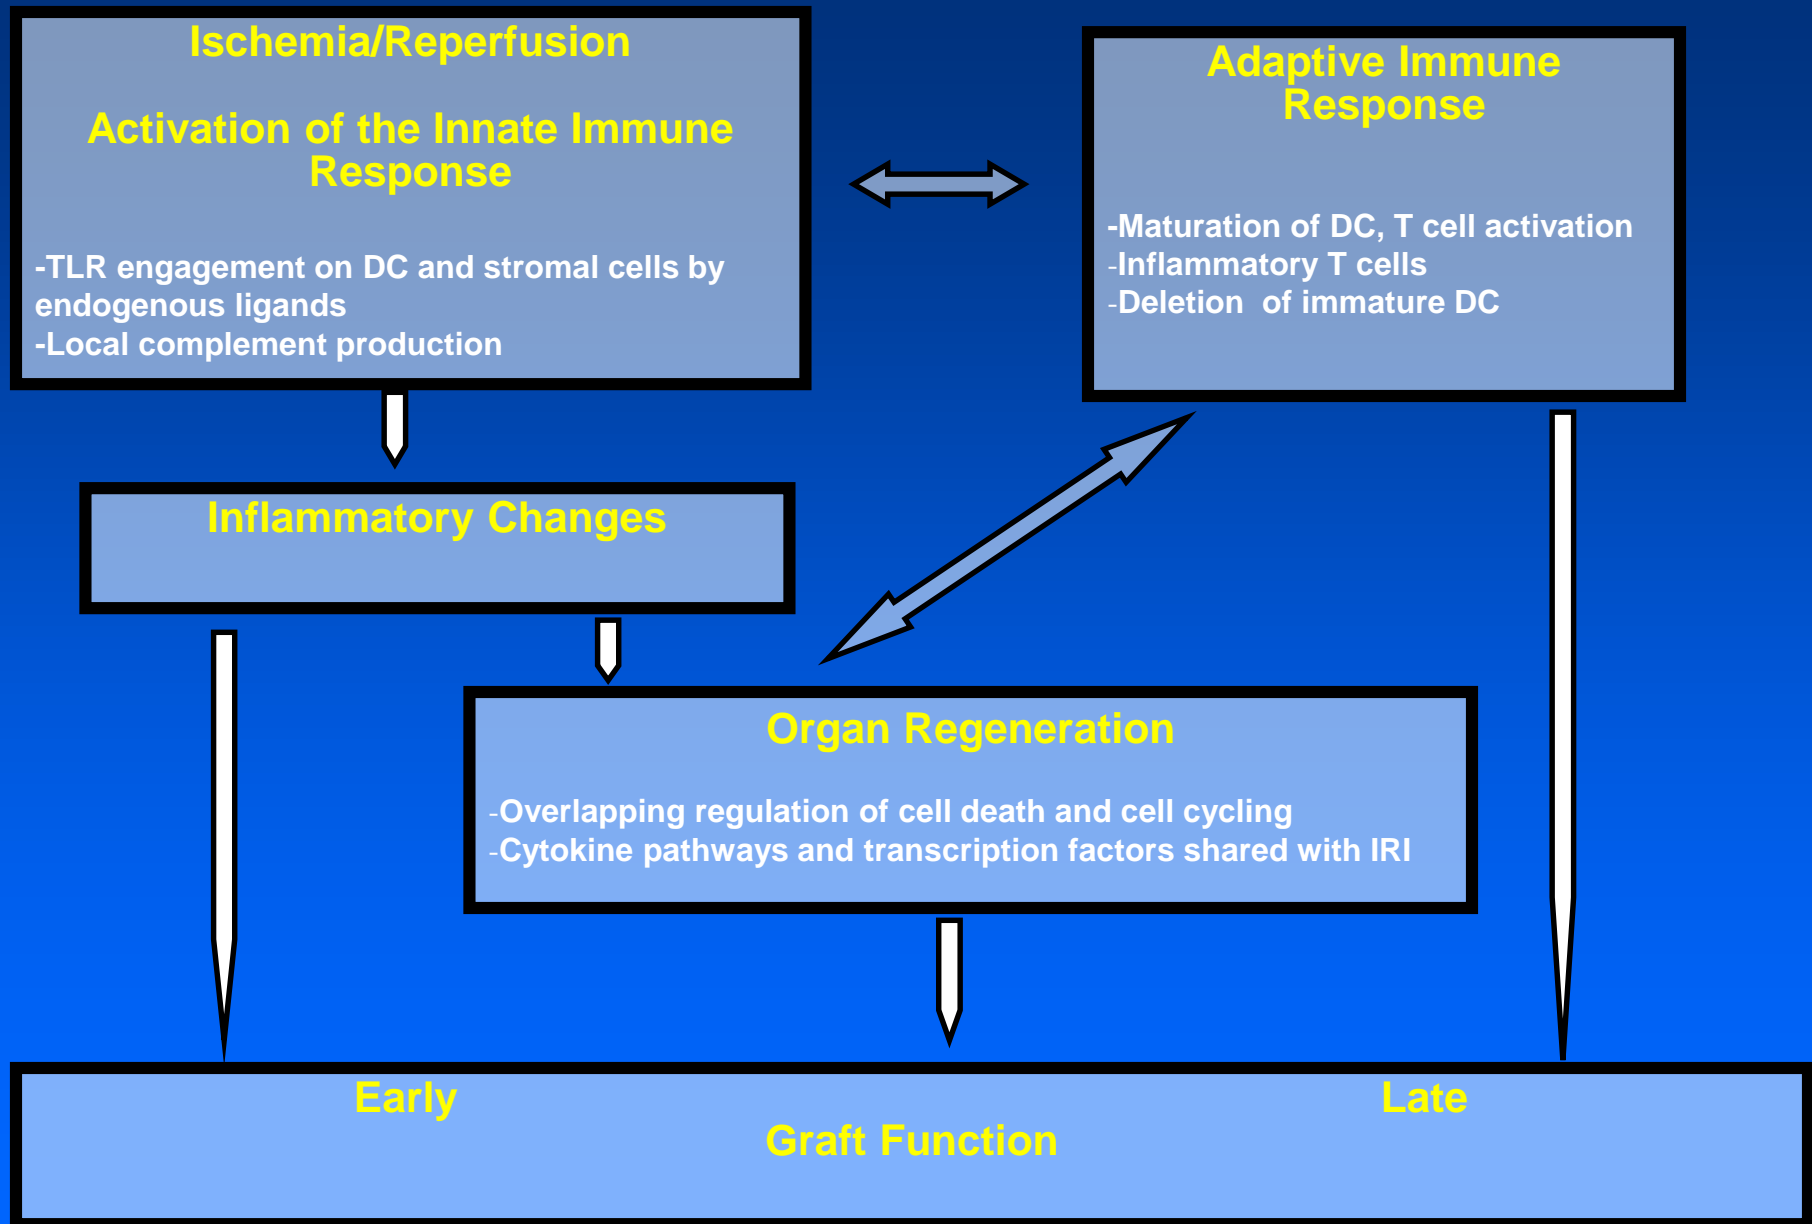 Ischemia/Reperfusion
Activation of the Innate Immune
Response
-TLR engagement on DC and stromal cells by
endogenous ligands
-Local complement production
Adaptive Immune
Response
-Maturation of DC, T cell activation
-Inflammatory T cells
-Deletion of immature DC
Inflammatory Changes
Organ Regeneration
-Overlapping regulation of cell death and cell cycling
-Cytokine pathways and transcription factors shared with IRI
Early
Late
Graft Function